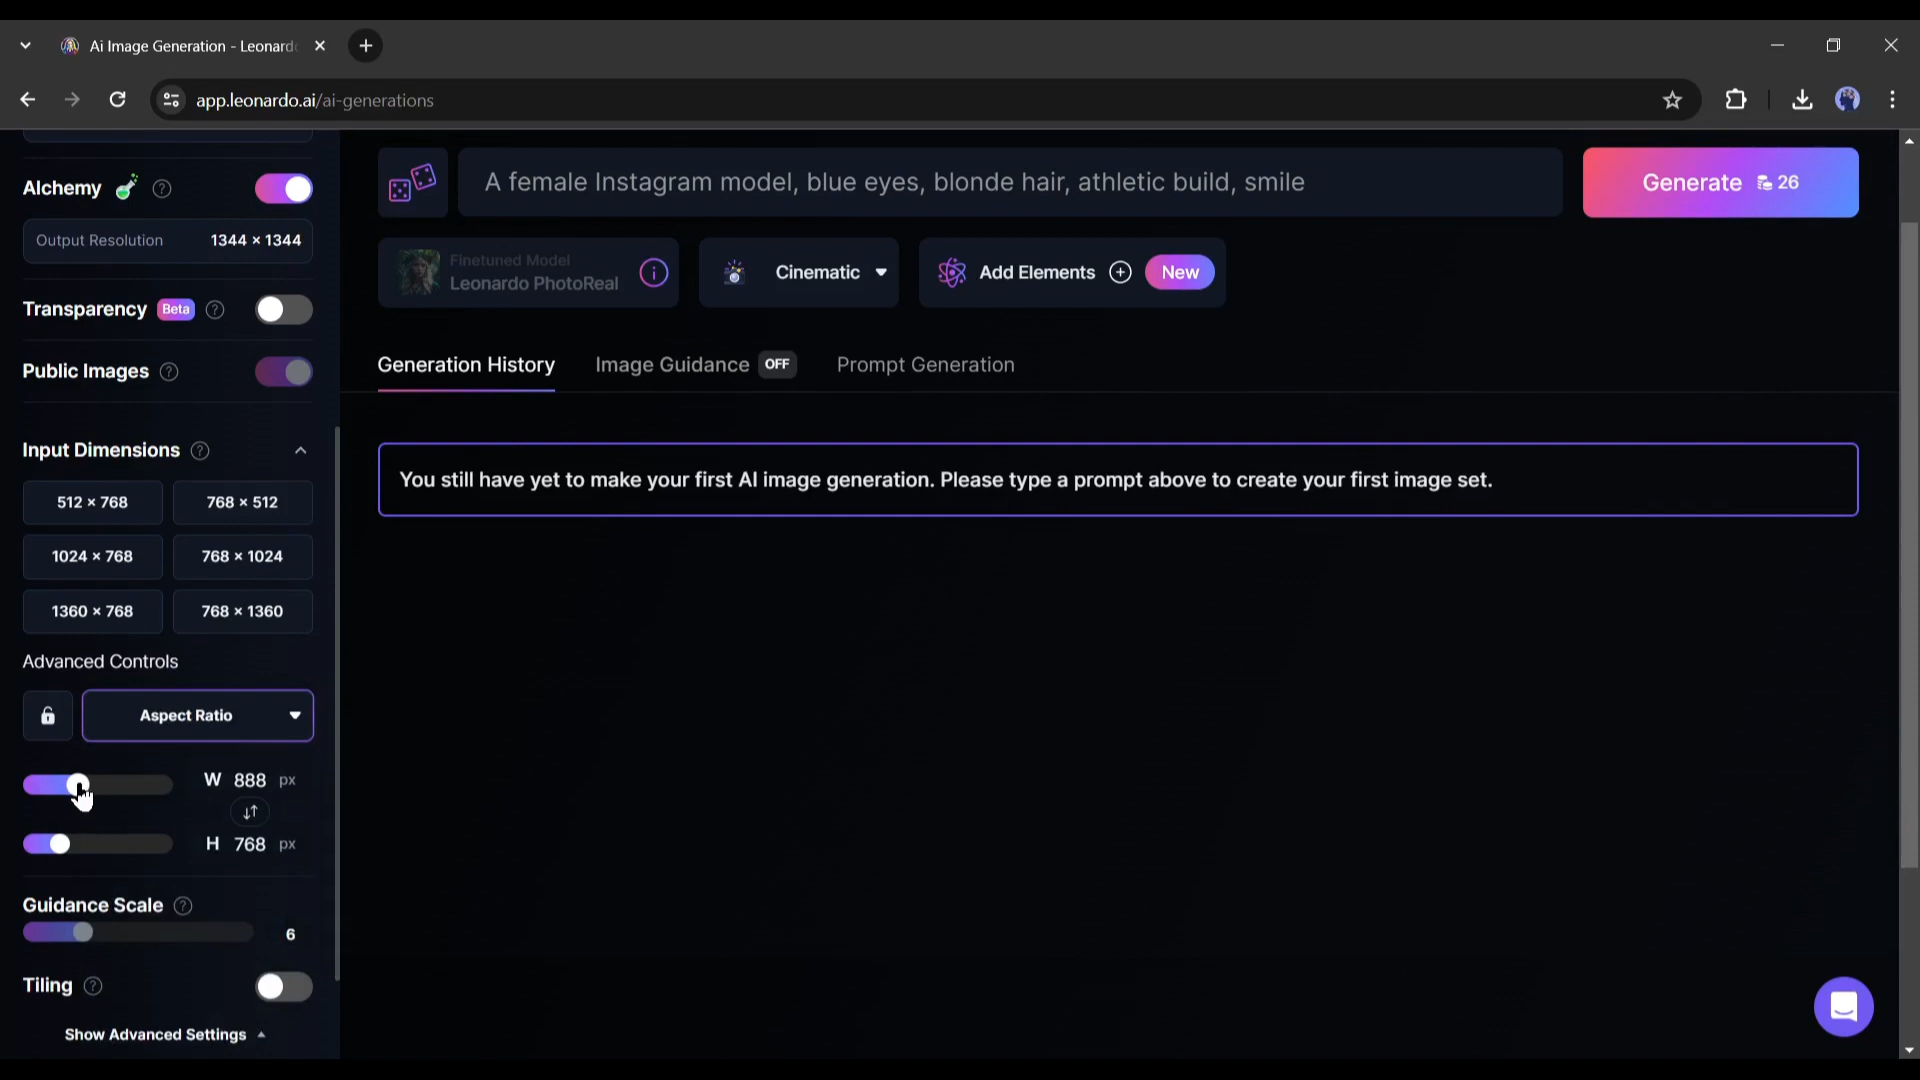 Ai Image Generation - Leonard
app.leonardo.ai/ai-generations
Alchemy
Output Resolution 1344 × 1344
Transparency Beta
Public Images
Input Dimensions
512 × 768 768 × 512
1024 × 768 768 × 1024
1360 × 768 768 × 1360
Advanced Controls
Aspect Ratio
W 888 px
H 768 px
Guidance Scale
6
Tiling
Show Advanced Settings
A female Instagram model, blue eyes, blonde hair, athletic build, smile
Generate 26
Finetuned Model
Leonardo PhotoReal
Cinematic
Add Elements New
Generation History Image Guidance OFF Prompt Generation
You still have yet to make your first AI image generation. Please type a prompt above to create your first image set.